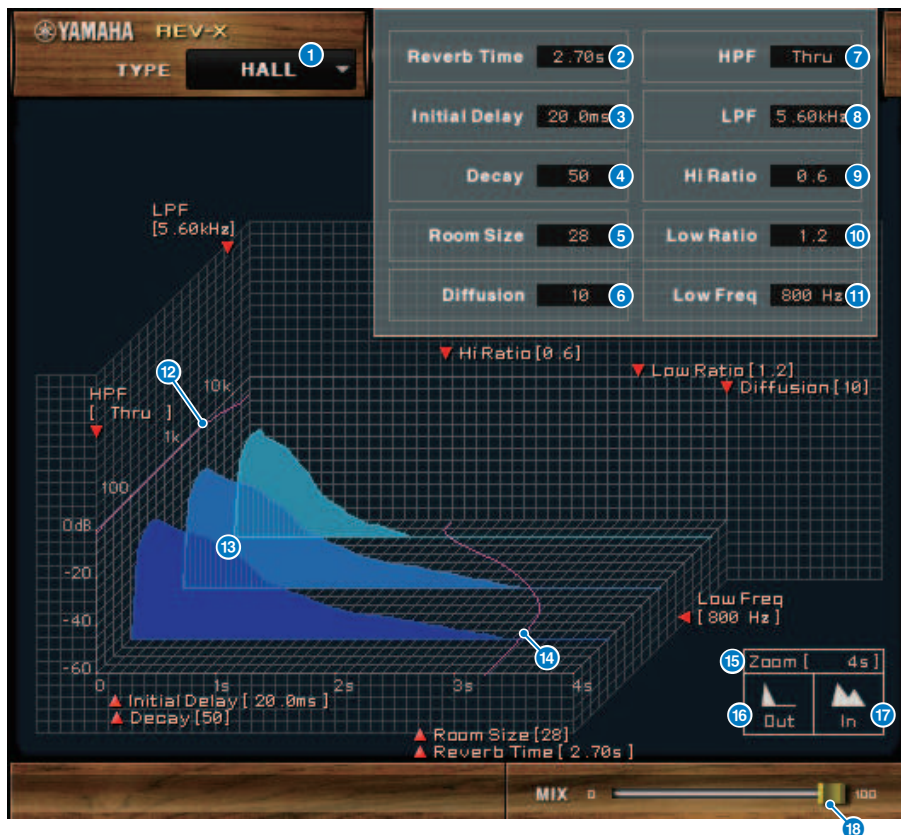 YAMAHA REV-X
TYPE HALL 1
Reverb Time 2.70s 2
HPF Thru 7
Initial Delay 20.0ms 3
LPF 5.60kHz 8
Decay 50 4
Hi Ratio 0.6 9
Room Size 28 5
Low Ratio 1.2 10
Diffusion 10 6
Low Freq 800 Hz 11
LPF
[5.60kHz]
Hi Ratio[0.6]
Low Ratio[1.2]
Diffusion[10]
12
HPF
[ Thru ]
10k
1k
100
0dB
-20
-40
-60
13
14
Low Freq
[800 Hz]
0 1s 2s 3s 4s
Initial Delay[20.0ms]
Decay[50]
Room Size[28]
Reverb Time[2.70s]
15 Zoom[ 4s]
16 Out
In 17
MIX 0 100
18